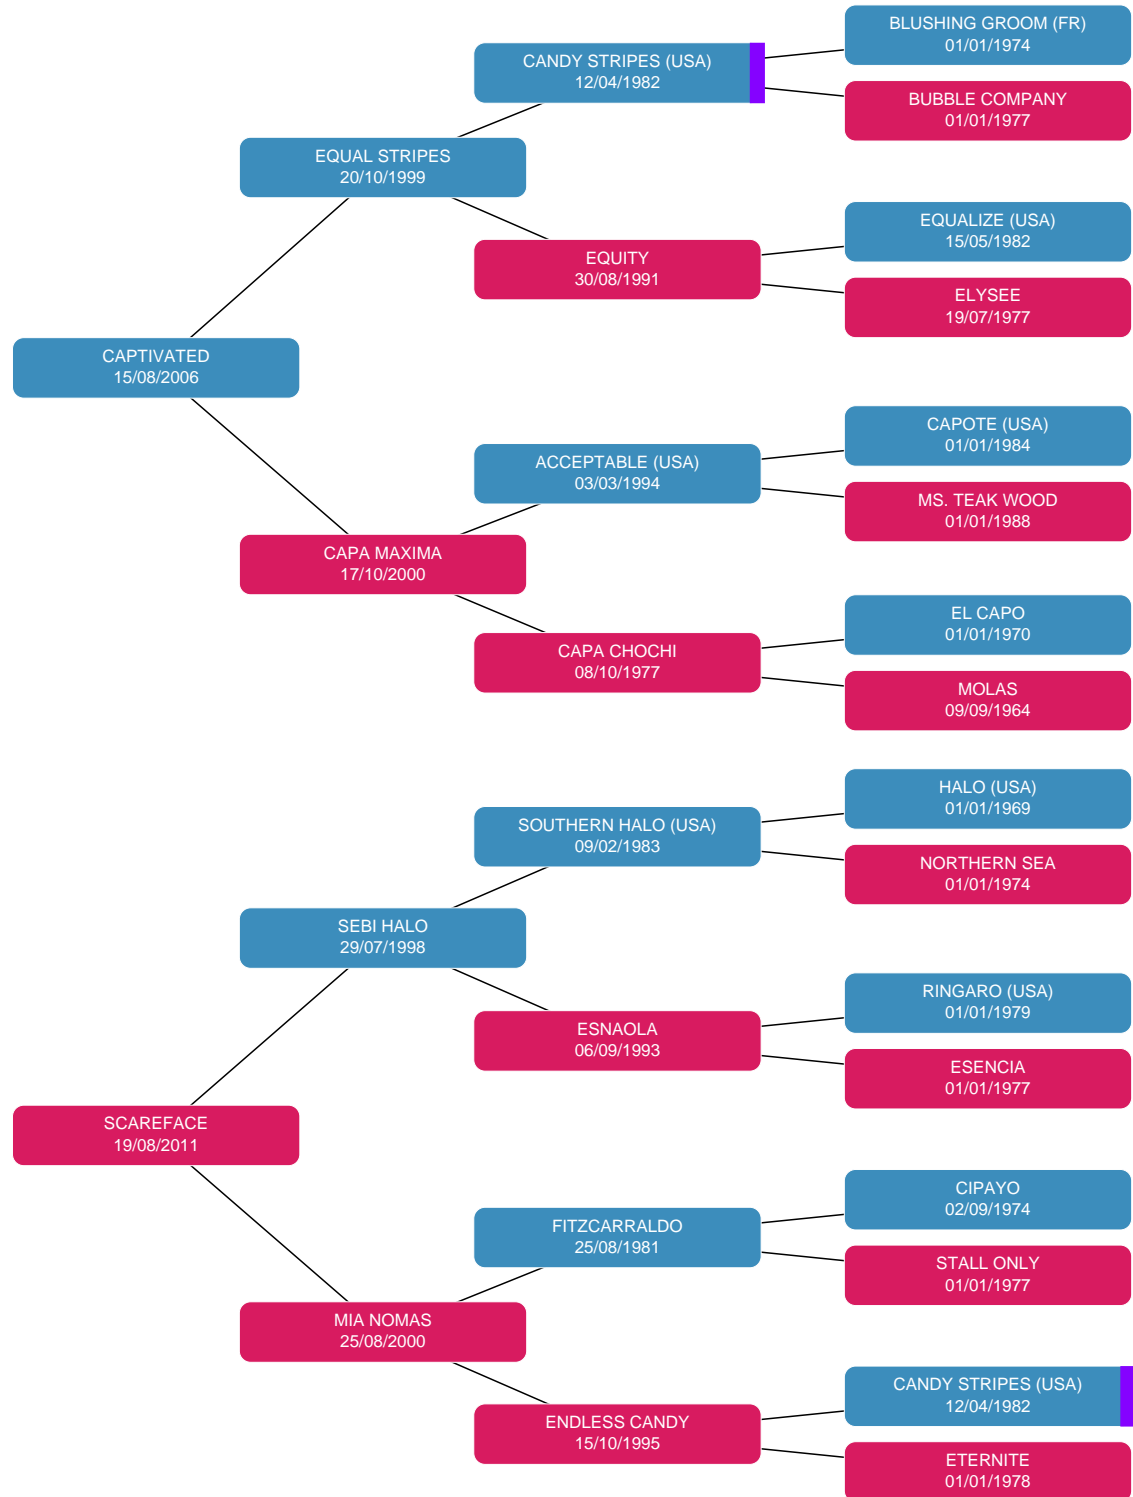 BLUSHING GROOM (FR)
01/01/1974
CANDY STRIPES (USA)
12/04/1982
BUBBLE COMPANY
01/01/1977
EQUAL STRIPES
20/10/1999
EQUALIZE (USA)
15/05/1982
EQUITY
30/08/1991
ELYSEE
19/07/1977
CAPTIVATED
15/08/2006
CAPOTE (USA)
01/01/1984
ACCEPTABLE (USA)
03/03/1994
MS. TEAK WOOD
01/01/1988
CAPA MAXIMA
17/10/2000
EL CAPO
01/01/1970
CAPA CHOCHI
08/10/1977
MOLAS
09/09/1964
HALO (USA)
01/01/1969
SOUTHERN HALO (USA)
09/02/1983
NORTHERN SEA
01/01/1974
SEBI HALO
29/07/1998
RINGARO (USA)
01/01/1979
ESNAOLA
06/09/1993
ESENCIA
01/01/1977
SCAREFACE
19/08/2011
CIPAYO
02/09/1974
FITZCARRALDO
25/08/1981
STALL ONLY
01/01/1977
MIA NOMAS
25/08/2000
CANDY STRIPES (USA)
12/04/1982
ENDLESS CANDY
15/10/1995
ETERNITE
01/01/1978